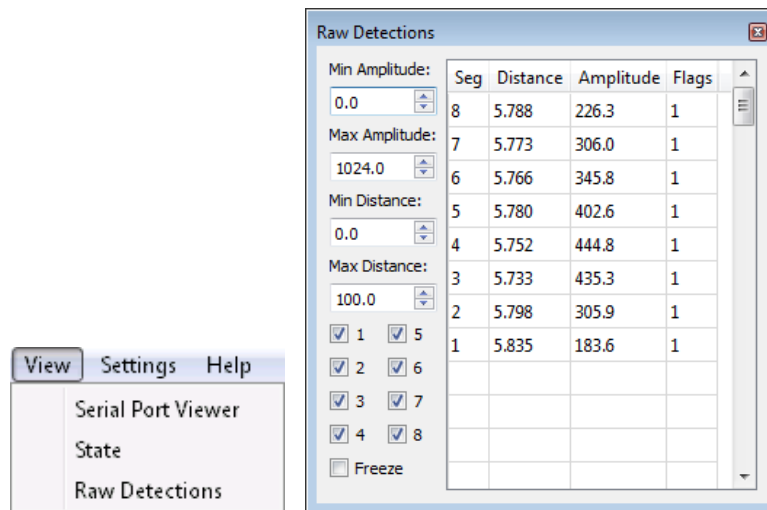 View Settings Help
Serial Port Viewer
State
Raw Detections
Raw Detections
Min Amplitude:
0.0
Max Amplitude:
1024.0
Min Distance:
0.0
Max Distance:
100.0
1 5
2 6
3 7
4 8
Freeze
Seg Distance Amplitude Flags
8 5.788 226.3 1
7 5.773 306.0 1
6 5.766 345.8 1
5 5.780 402.6 1
4 5.752 444.8 1
3 5.733 435.3 1
2 5.798 305.9 1
1 5.835 183.6 1